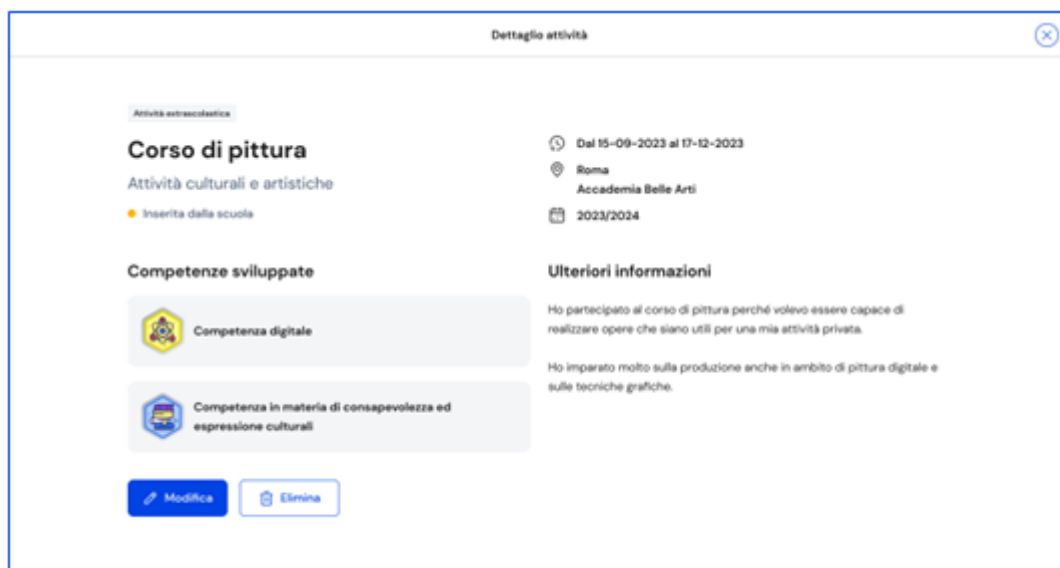 Dettaglio attività
Attività extrascolastica
Corso di pittura
Attività culturali e artistiche
Inserita dalla scuola
Dal 15-09-2023 al 17-12-2023
Roma
Accademia Belle Arti
2023/2024
Competenze sviluppate
Competenza digitale
Competenza in materia di consapevolezza ed
espressione culturali
Ulteriori informazioni
Ho partecipato al corso di pittura perché volevo essere capace di
realizzare opere che siano utili per una mia attività privata.
Ho imparato molto sulla produzione anche in ambito di pittura digitale e
sulle tecniche grafiche.
Modifica
Elimina